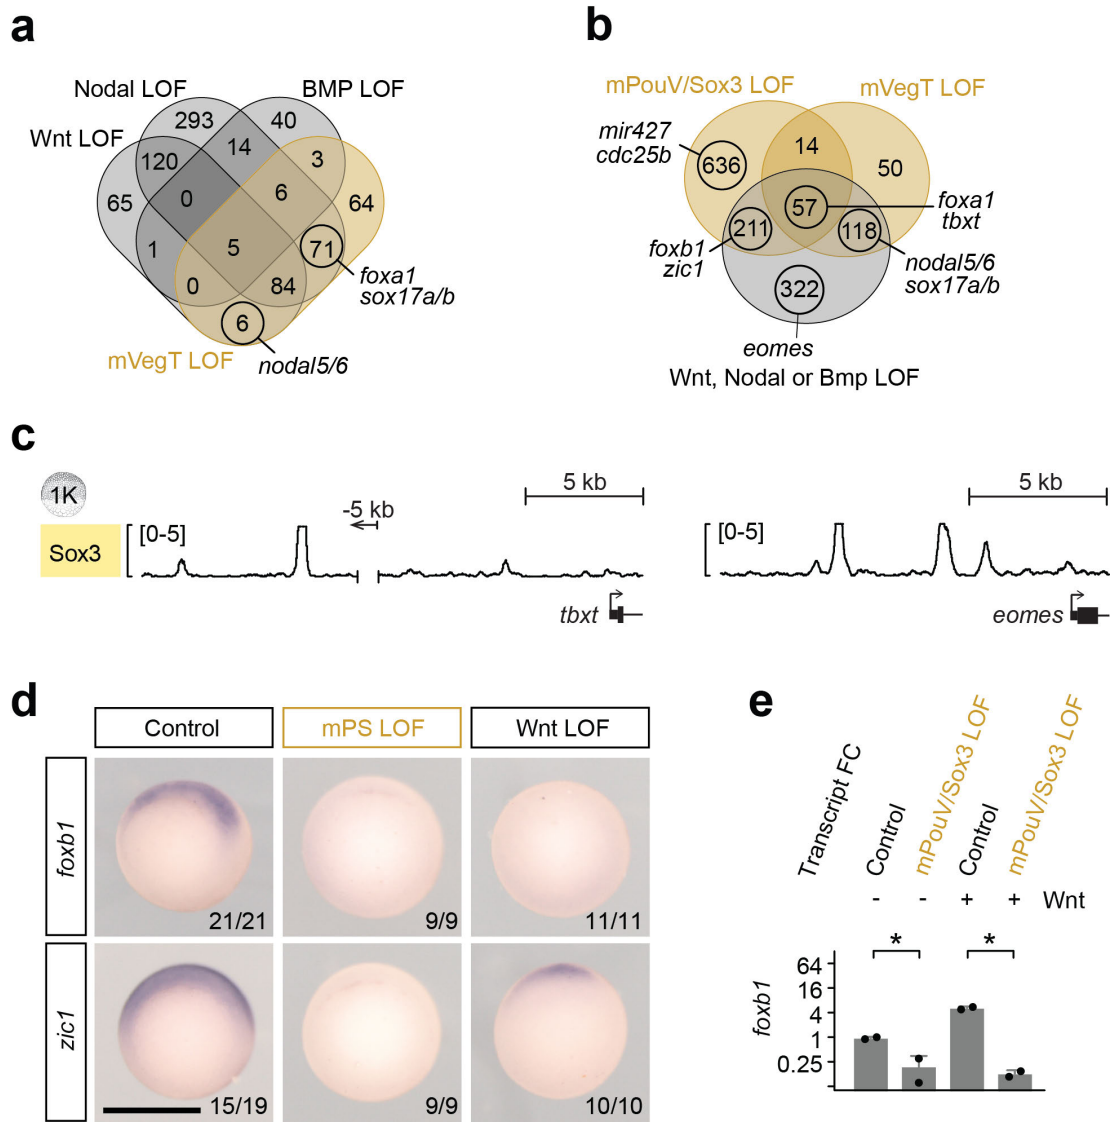 a
Nodal LOF
BMP LOF
Wnt LOF
293
40
120
14
3
65
0
6
64
1
5
71
0
84
foxa1
sox17a/b
6
mVegT LOF
nodal5/6
b
mPouV/Sox3 LOF
mVegT LOF
mir427
cdc25b
636
14
50
57
foxa1
tbxt
211
118
foxb1
zic1
nodal5/6
sox17a/b
322
eomes
Wnt, Nodal or Bmp LOF
c
1K
Sox3
[0-5]
-5 kb
5 kb
tbxt
[0-5]
5 kb
eomes
d
Control
mPS LOF
Wnt LOF
foxb1
21/21
9/9
11/11
zic1
15/19
9/9
10/10
e
Transcript FC
Control
mPouV/Sox3 LOF
Control
mPouV/Sox3 LOF
- - + + Wnt
* *
foxb1
64
16
4
1
0.25